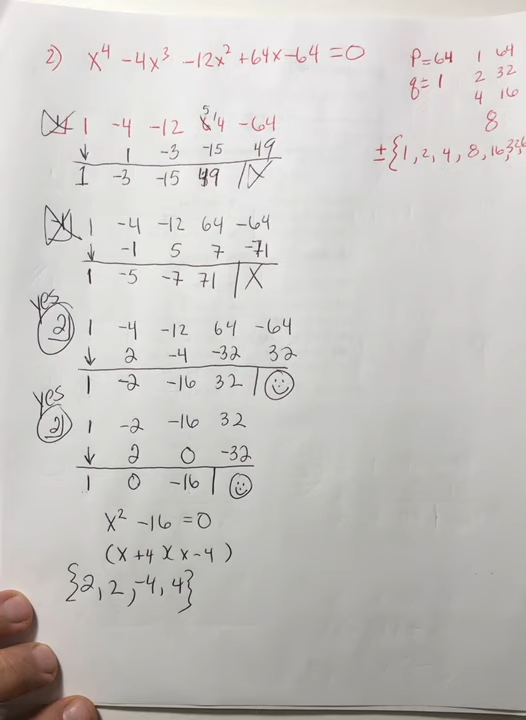 2) x⁴ -4x³ -12x² +64x -64 = 0
P=64 1 64
q=1 2 32
4 16
8
±{1, 2, 4, 8, 16, 32,
1 -4 -12 64 -64
↓ 1 -3 -15 49
1 -3 -15 49 X
-1 1 -4 -12 64 -64
↓ -1 5 7 -71
1 -5 -7 71 X
yes
2 1 -4 -12 64 -64
↓ 2 -4 -32 32
1 -2 -16 32 ☺
yes
2 1 -2 -16 32
↓ 2 0 -32
1 0 -16 ☺
x² -16 = 0
(x+4)(x-4)
{2, 2, -4, 4}